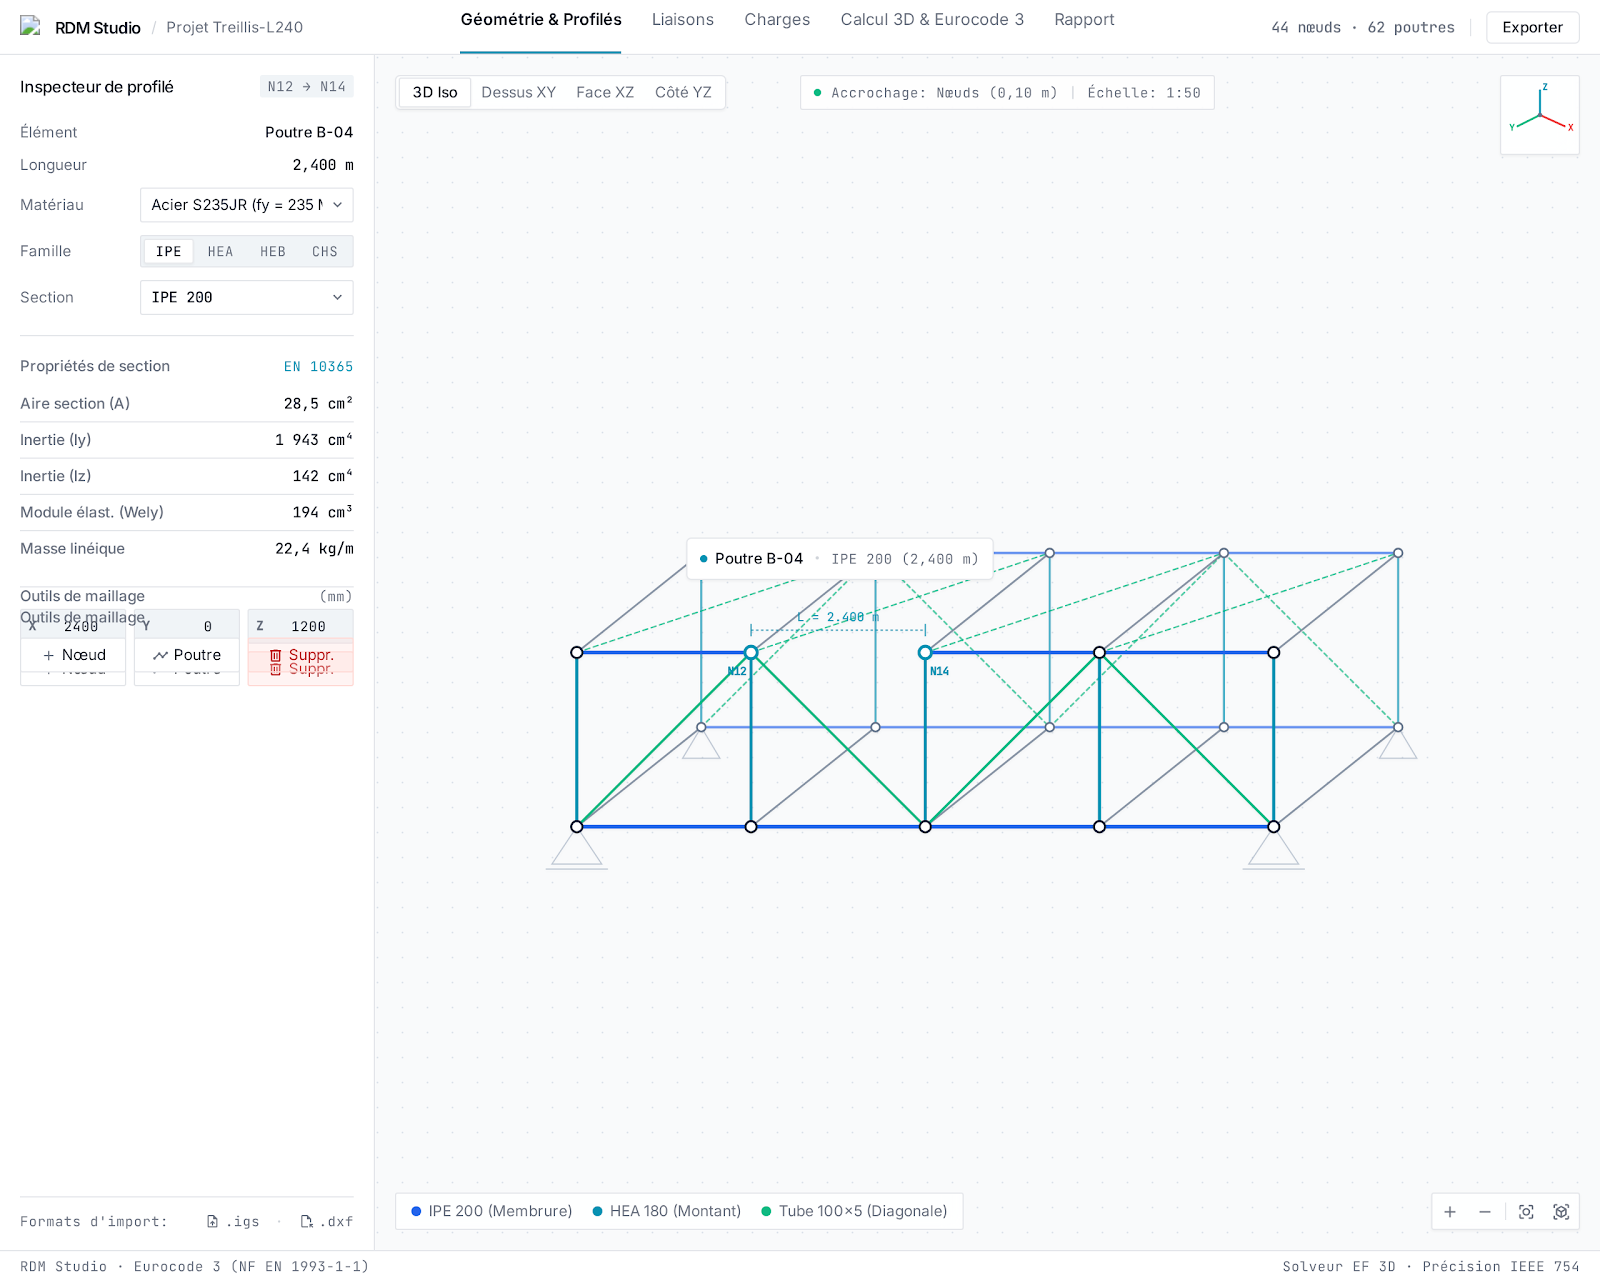 RDM Studio / Projet Treillis-L240
Géométrie & Profilés Liaisons Charges Calcul 3D & Eurocode 3 Rapport
44 nœuds · 62 poutres Exporter
Inspecteur de profilé N12 → N14
Élément Poutre B-04
Longueur 2,400 m
Matériau Acier S235JR (fy = 235 M
Famille IPE HEA HEB CHS
Section IPE 200
Propriétés de section EN 10365
Aire section (A) 28,5 cm²
Inertie (Iy) 1 943 cm⁴
Inertie (Iz) 142 cm⁴
Module élast. (Wely) 194 cm³
Masse linéique 22,4 kg/m
Outils de maillage (mm)
Outils de maillage
X 2400 Y 0 Z 1200
+ Nœud Poutre Suppr.
+ Nœud Poutre Suppr.
Formats d'import: .igs · .dxf
3D Iso Dessus XY Face XZ Côté YZ
Accrochage: Nœuds (0,10 m) | Échelle: 1:50
Z
Y X
Poutre B-04 · IPE 200 (2,400 m)
L = 2.400 m
N12 N14
IPE 200 (Membrure) HEA 180 (Montant) Tube 100×5 (Diagonale)
RDM Studio · Eurocode 3 (NF EN 1993-1-1)
Solveur EF 3D · Précision IEEE 754